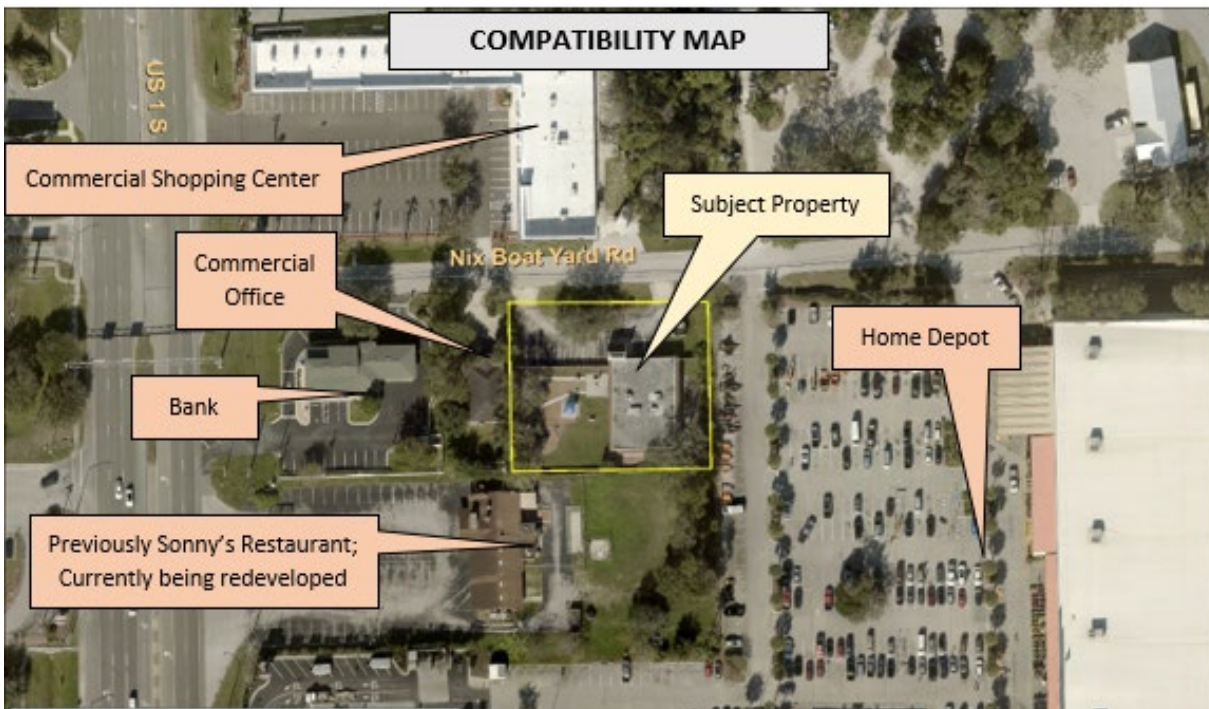 COMPATIBILITY MAP
US 1 S
Commercial Shopping Center
Subject Property
Nix Boat Yard Rd
Commercial
Office
Home Depot
Bank
Previously Sonny's Restaurant;
Currently being redeveloped